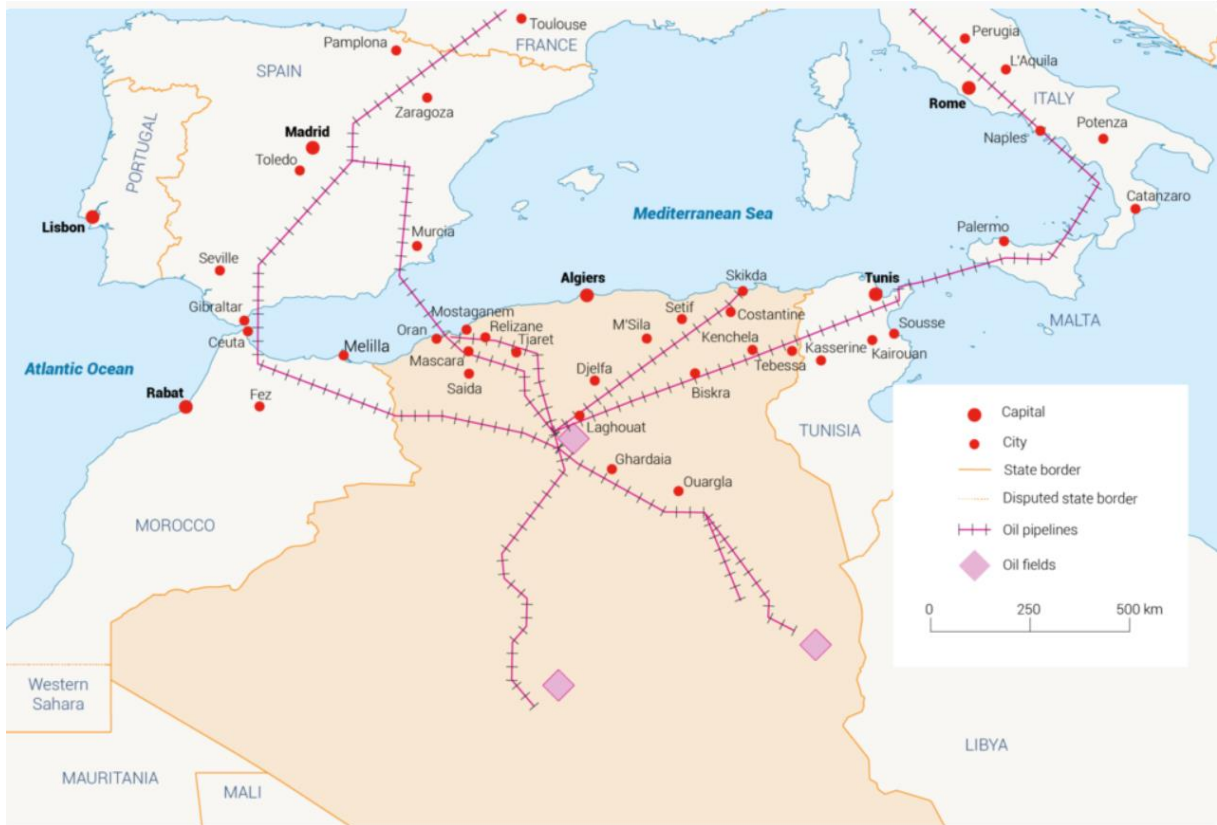 Toulouse
Perugia
Pamplona
FRANCE
L'Aquila
SPAIN
Rome
ITALY
Zaragoza
Naples
Potenza
Madrid
Toledo
PORTUGAL
Catanzaro
Lisbon
Mediterranean Sea
Murcia
Palermo
Seville
Algiers
Skikda
Tunis
Gibraltar
Mostaganem
Setif
Costantine
MALTA
Oran
Relizane
M'Sila
Sousse
Ceuta
Melilla
Tjaret
Kenchela
Kasserine
Kairouan
Mascara
Tebessa
Atlantic Ocean
Saida
Djelfa
Biskra
Rabat
Fez
Laghouat
TUNISIA
Ghardaia
Ouargla
MOROCCO
Western
Sahara
MAURITANIA
MALI
LIBYA
Capital
City
State border
Disputed state border
Oil pipelines
Oil fields
0 250 500 km